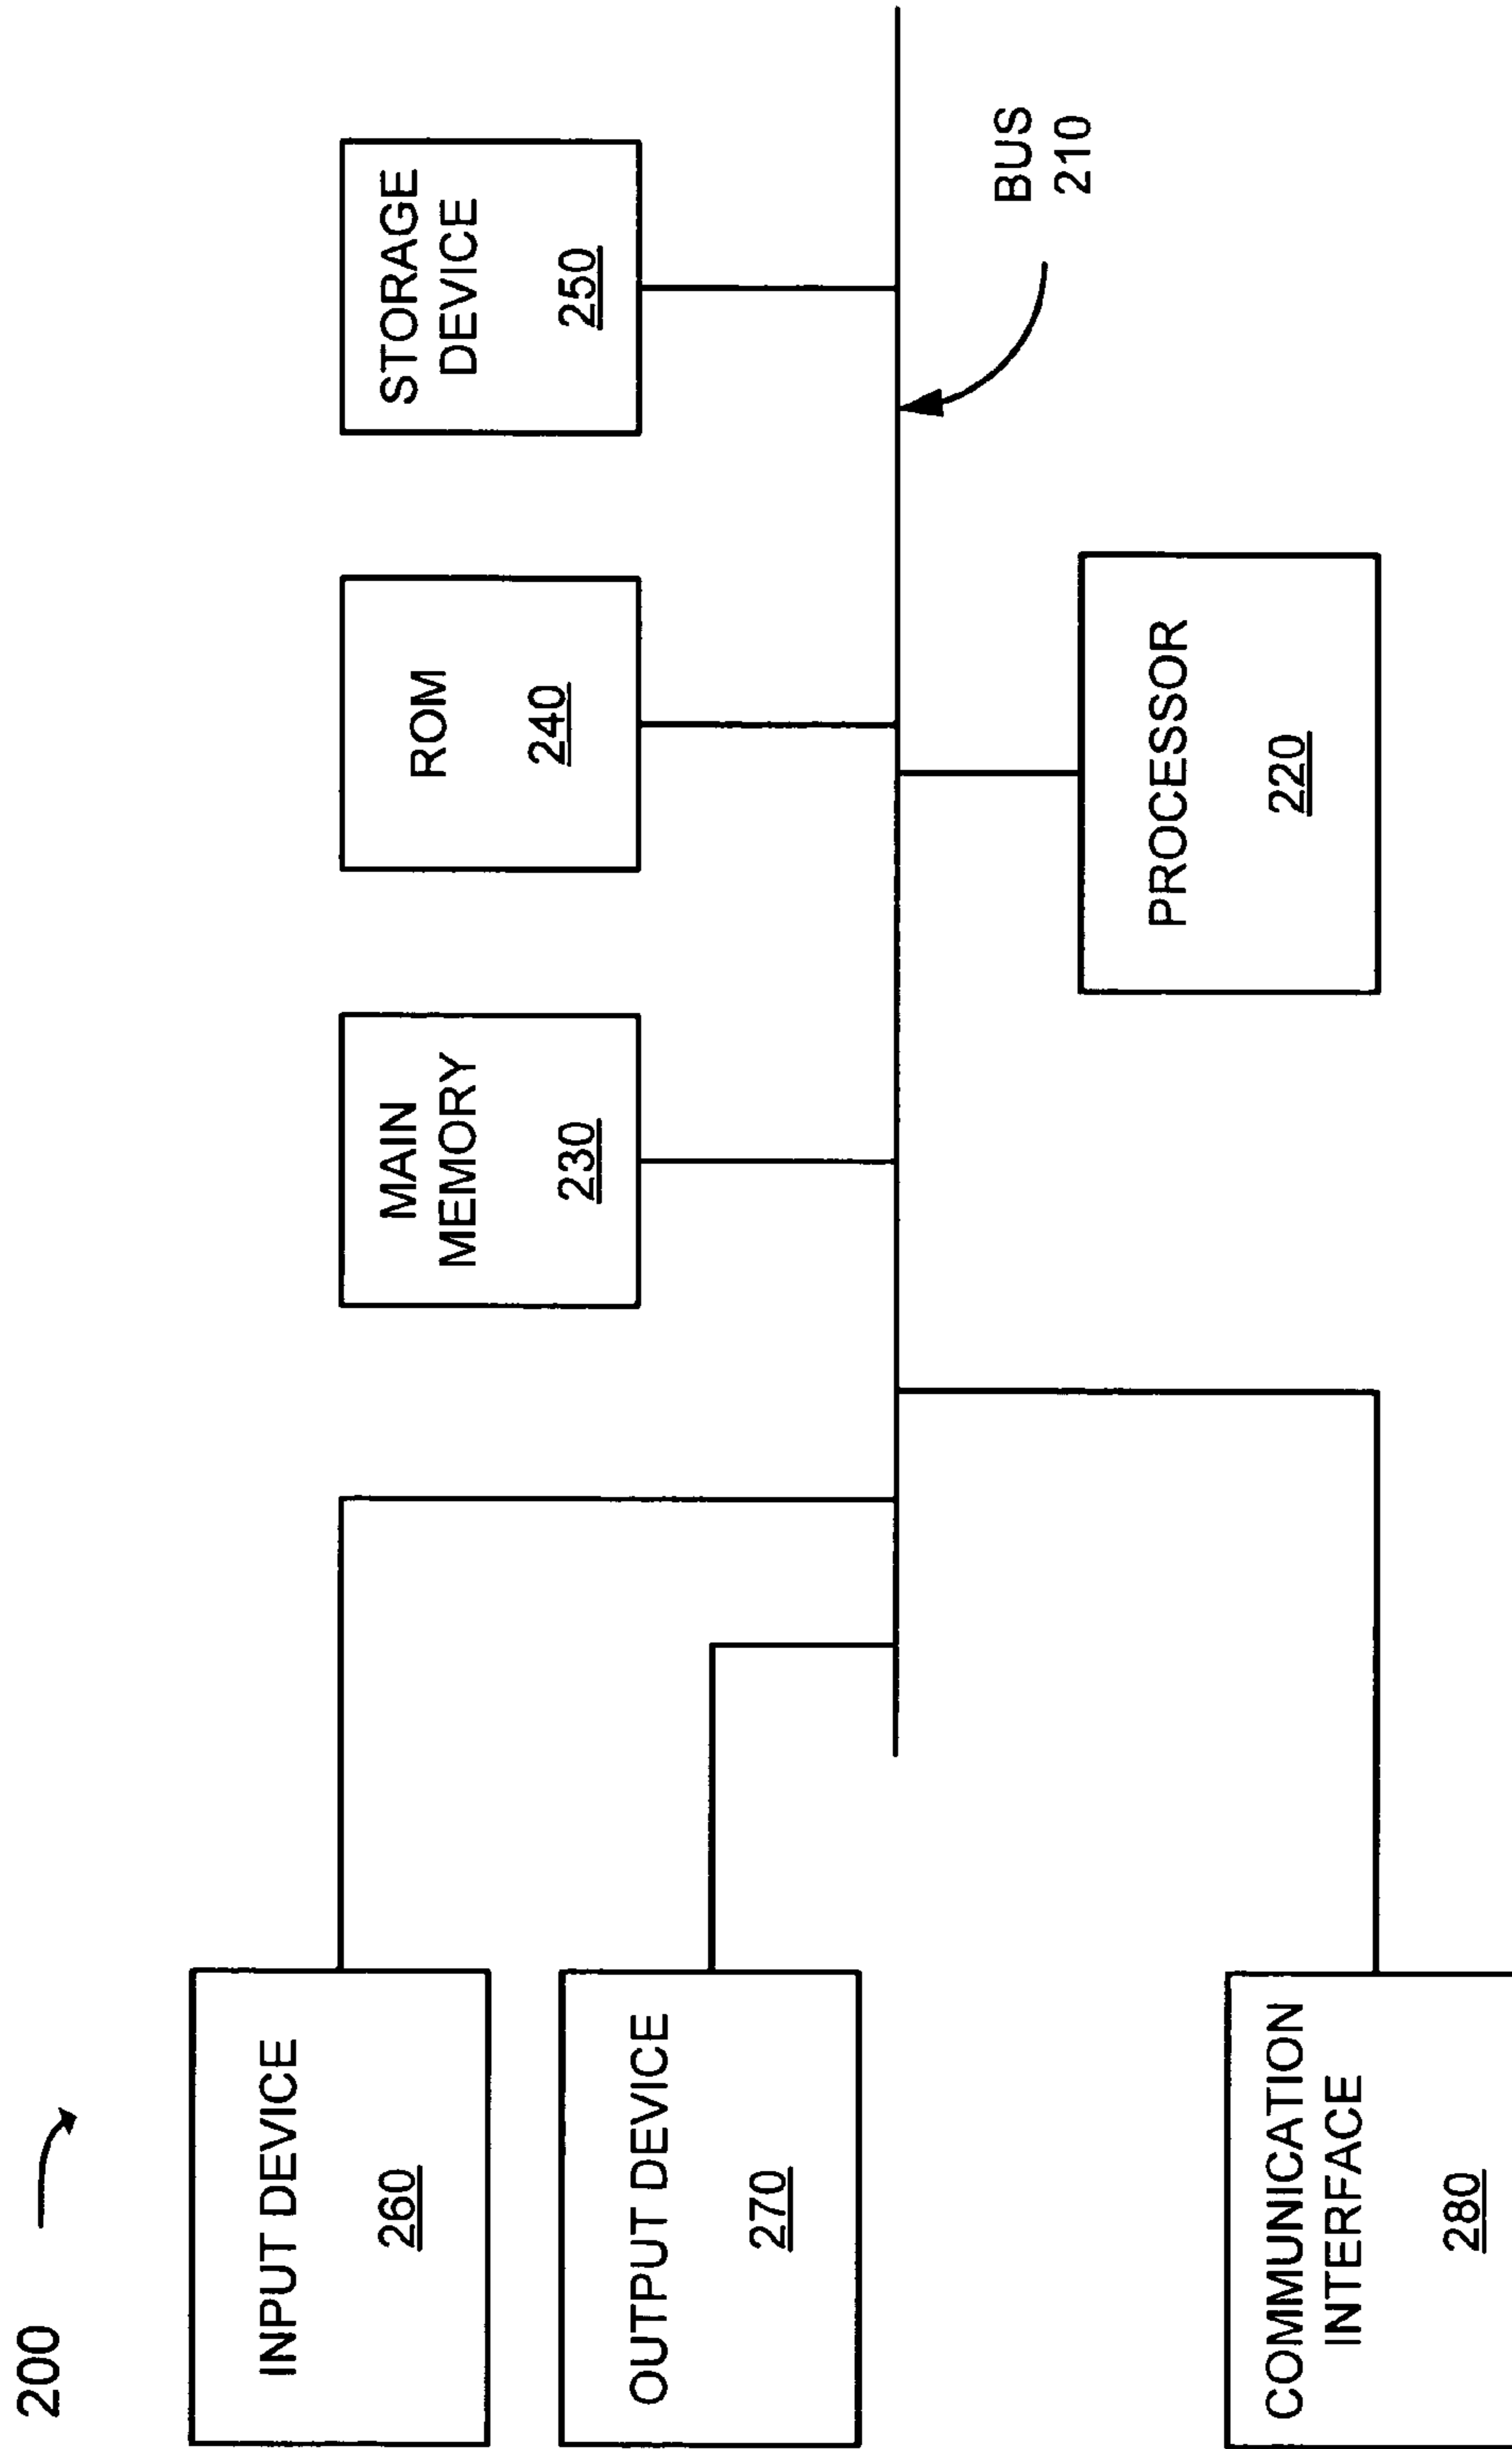 200
INPUT DEVICE
260
OUTPUT DEVICE
270
COMMUNICATION
INTERFACE
280
MAIN
MEMORY
230
ROM
240
STORAGE
DEVICE
250
PROCESSOR
220
BUS
210